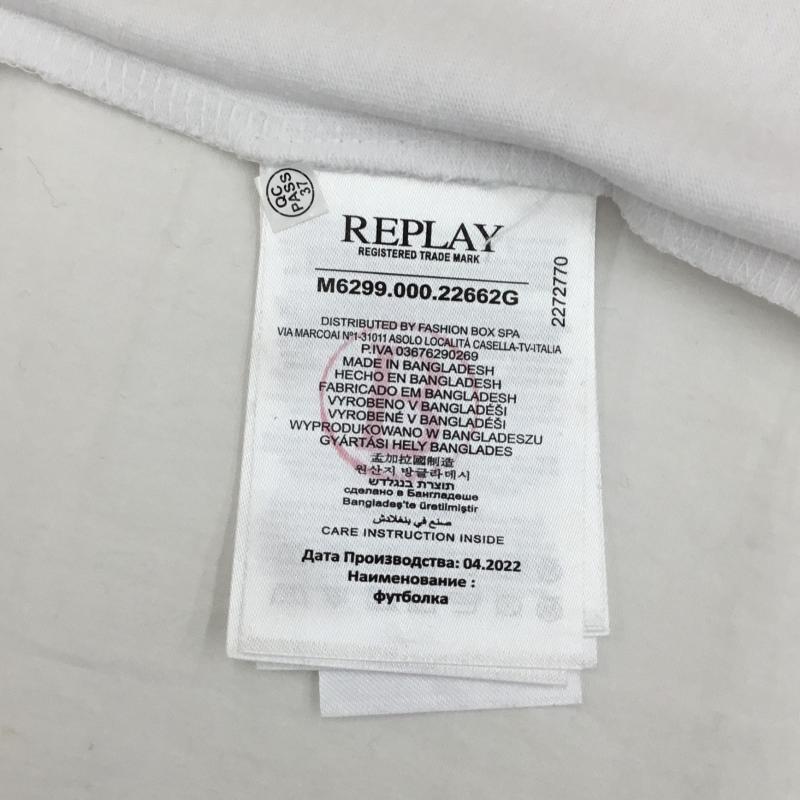 QC
PASS
37
REPLAY
REGISTERED TRADE MARK
M6299.000.22662G
2272770
DISTRIBUTED BY FASHION BOX SPA
VIA MARCOAI Nº1-31011 ASOLO LOCALITÁ CASELLA-TV-ITALIA
P.IVA 03676290269
MADE IN BANGLADESH
HECHO EN BANGLADESH
FABRICADO EM BANGLADESH
VYROBENO V BANGLADÉŠI
VYROBENÉ V BANGLADÉŠI
WYPRODUKOWANO W BANGLADESZU
GYÁRTÁSI HELY BANGLADES
孟加拉國制造
원산지 방글라데시
תוצרת בנגלדש
сделано в Бангладеше
Bangladeş'te üretilmiştir
صنع في بنغلادش
CARE INSTRUCTION INSIDE
Дата Производства: 04.2022
Наименование :
футболка